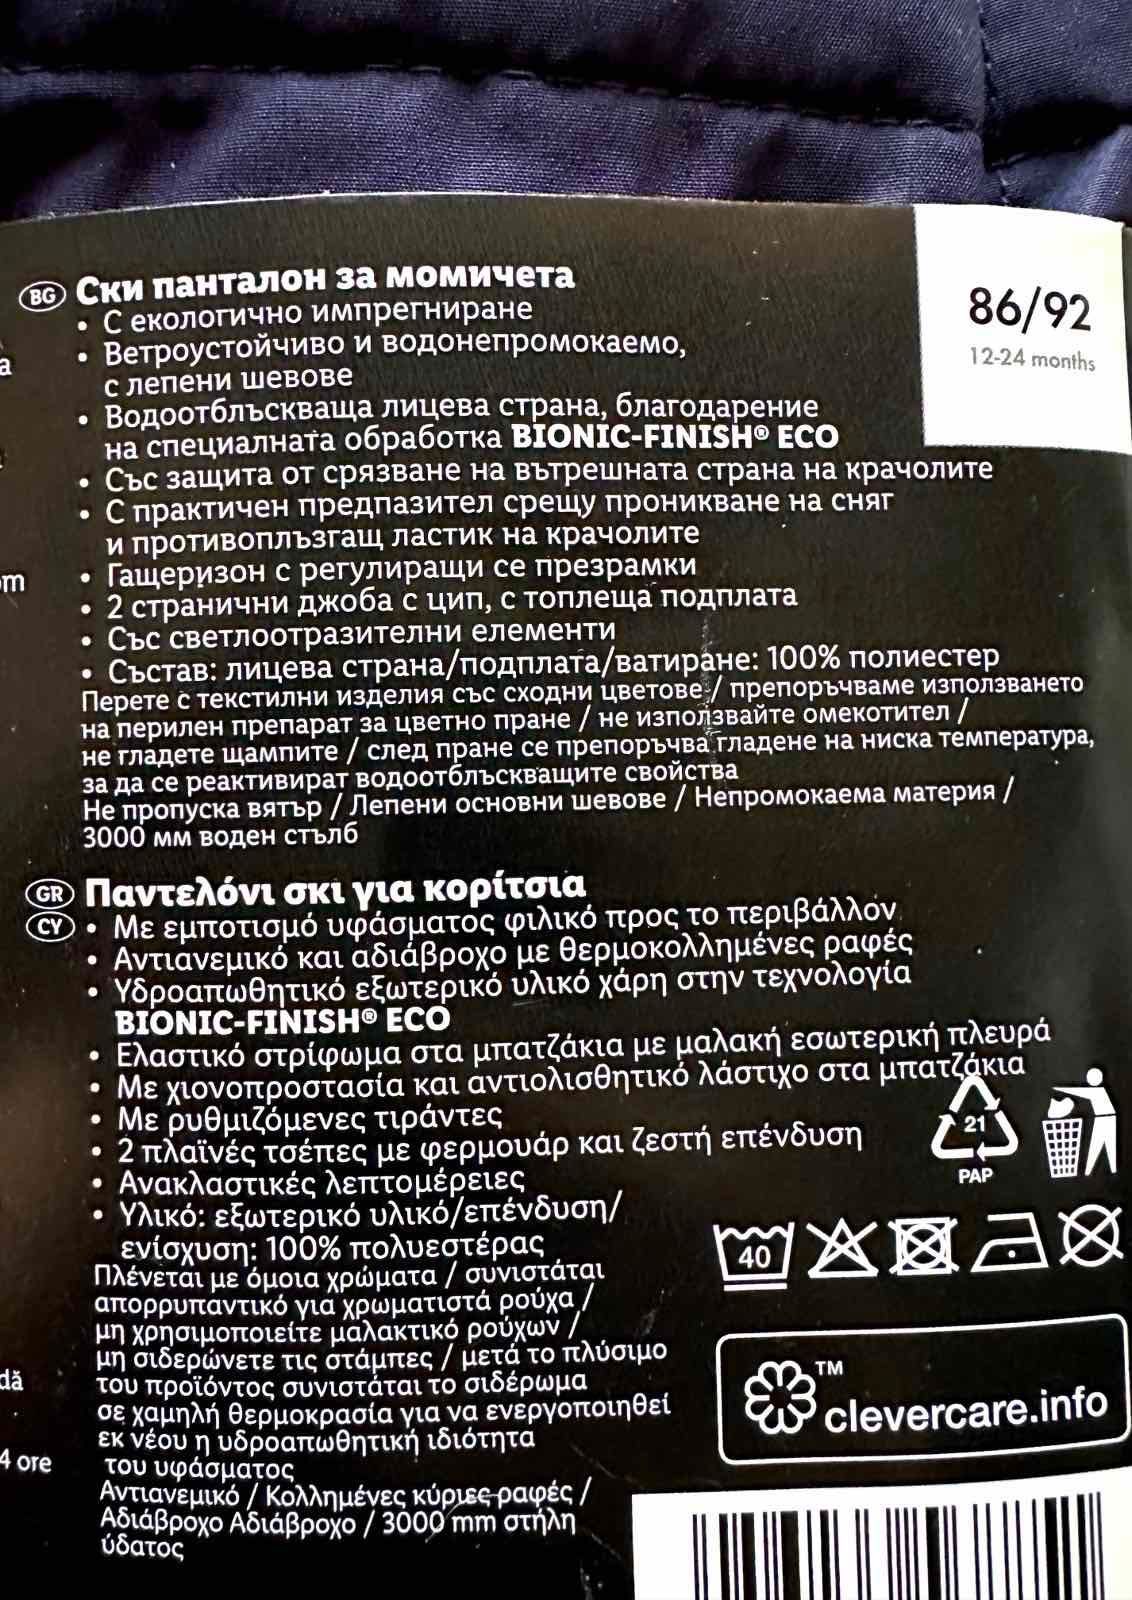 BG Ски панталон за момичета
• С екологично импрегниране
• Ветроустойчиво и водонепромокаемо,
с лепени шевове
• Водоотблъскваща лицева страна, благодарение
на специалната обработка BIONIC-FINISH® ECO
• Със защита от срязване на вътрешната страна на крачолите
• С практичен предпазител срещу проникване на сняг
и противоплъзгащ ластик на крачолите
• Гащеризон с регулиращи се презрамки
• 2 странични джоба с цип, с топлеща подплата
• Със светлоотразителни елементи
• Състав: лицева страна/подплата/ватиране: 100% полиестер
Перете с текстилни изделия със сходни цветове / препоръчваме използването
на перилен препарат за цветно пране / не използвайте омекотител /
не гладете щампите / след пране се препоръчва гладене на ниска температура,
за да се реактивират водоотблъскващите свойства
Не пропуска вятър / Лепени основни шевове / Непромокаема материя /
3000 мм воден стълб
86/92
12-24 months
GR Παντελόνι σκι για κορίτσια
CY • Με εμποτισμό υφάσματος φιλικό προς το περιβάλλον
• Αντιανεμικό και αδιάβροχο με θερμοκολλημένες ραφές
• Υδροαπωθητικό εξωτερικό υλικό χάρη στην τεχνολογία
BIONIC-FINISH® ECO
• Ελαστικό στρίφωμα στα μπατζάκια με μαλακή εσωτερική πλευρά
• Με χιονοπροστασία και αντιολισθητικό λάστιχο στα μπατζάκια
• Με ρυθμιζόμενες τιράντες
• 2 πλαϊνές τσέπες με φερμουάρ και ζεστή επένδυση
• Ανακλαστικές λεπτομέρειες
• Υλικό: εξωτερικό υλικό/επένδυση/
ενίσχυση: 100% πολυεστέρας
Πλένεται με όμοια χρώματα / συνιστάται
απορρυπαντικό για χρωματιστά ρούχα /
μη χρησιμοποιείτε μαλακτικό ρούχων /
μη σιδερώνετε τις στάμπες / μετά το πλύσιμο
του προϊόντος συνιστάται το σιδέρωμα
σε χαμηλή θερμοκρασία για να ενεργοποιηθεί
εκ νέου η υδροαπωθητική ιδιότητα
του υφάσματος
Αντιανεμικό / Κολλημένες κύριες ραφές /
Αδιάβροχο Αδιάβροχο / 3000 mm στήλη
ύδατος
21
PAP
40
TM
clevercare.info
a
om
dă
4 ore